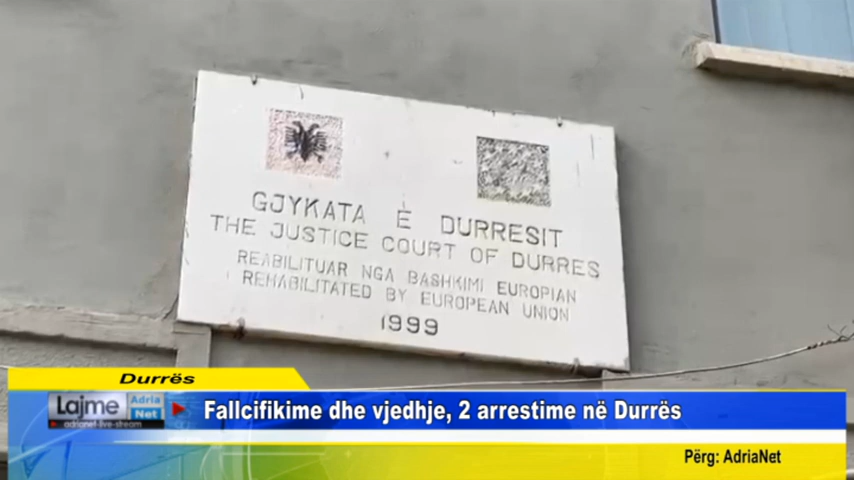 GJYKATA E DURRESIT
THE JUSTICE COURT OF DURRES
REABILITUAR NGA BASHKIMI EUROPIAN
REHABILITATED BY EUROPEAN UNION
1999
Durrës
Lajme Adria Net
adrianet-live-stream
Fallcifikime dhe vjedhje, 2 arrestime në Durrës
Përg: AdriaNet